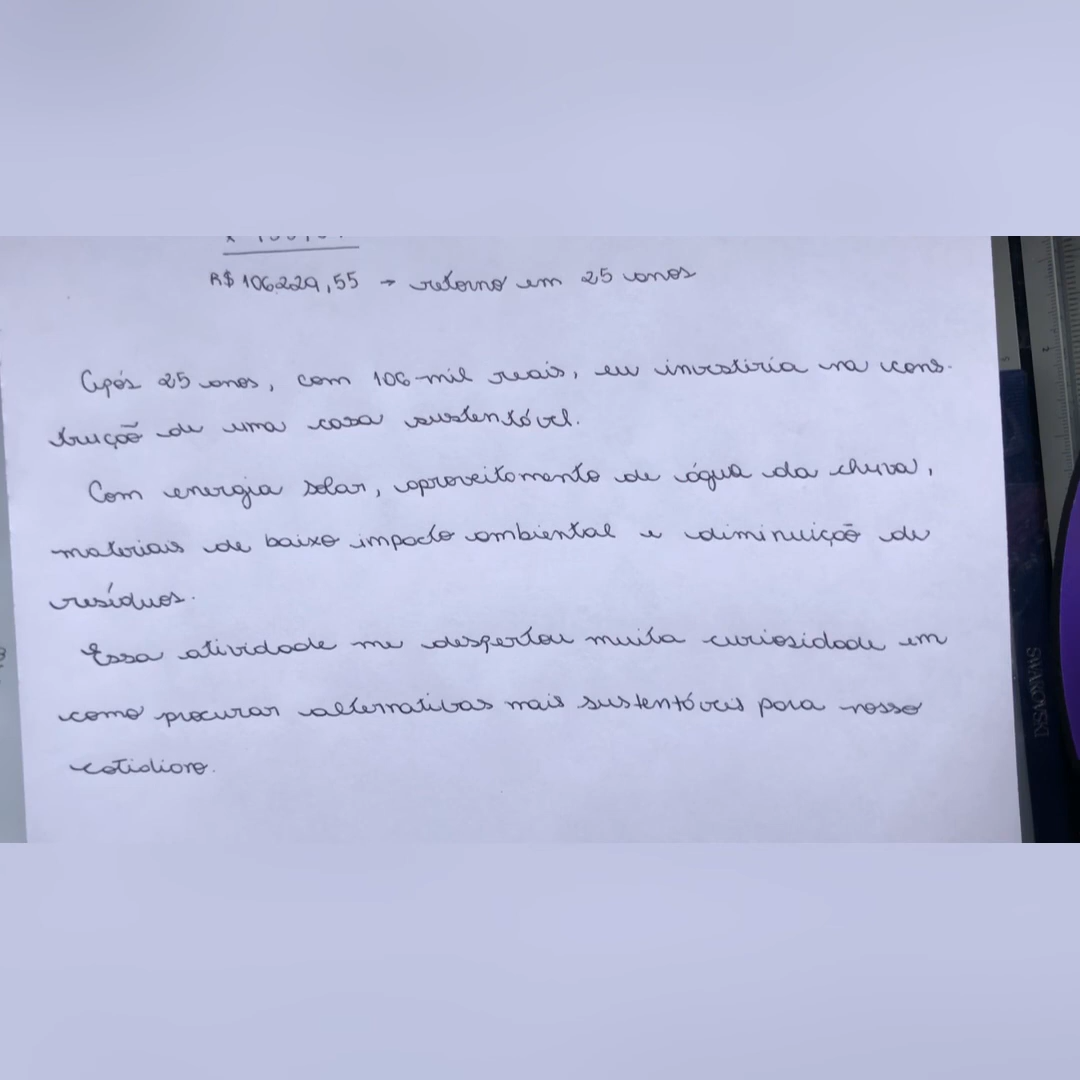 R$ 106229,55 → retorno em 25 anos
Após 25 anos, com 106 mil reais, eu investiria na cons-
trução de uma casa sustentável.
Com energia solar, aproveitamento de água da chuva,
materiais de baixo impacto ambiental e diminuição de
resíduos.
Essa atividade me despertou muita curiosidade em
como procurar alternativas mais sustentáveis para nosso
cotidiano.
SWAROVSKI